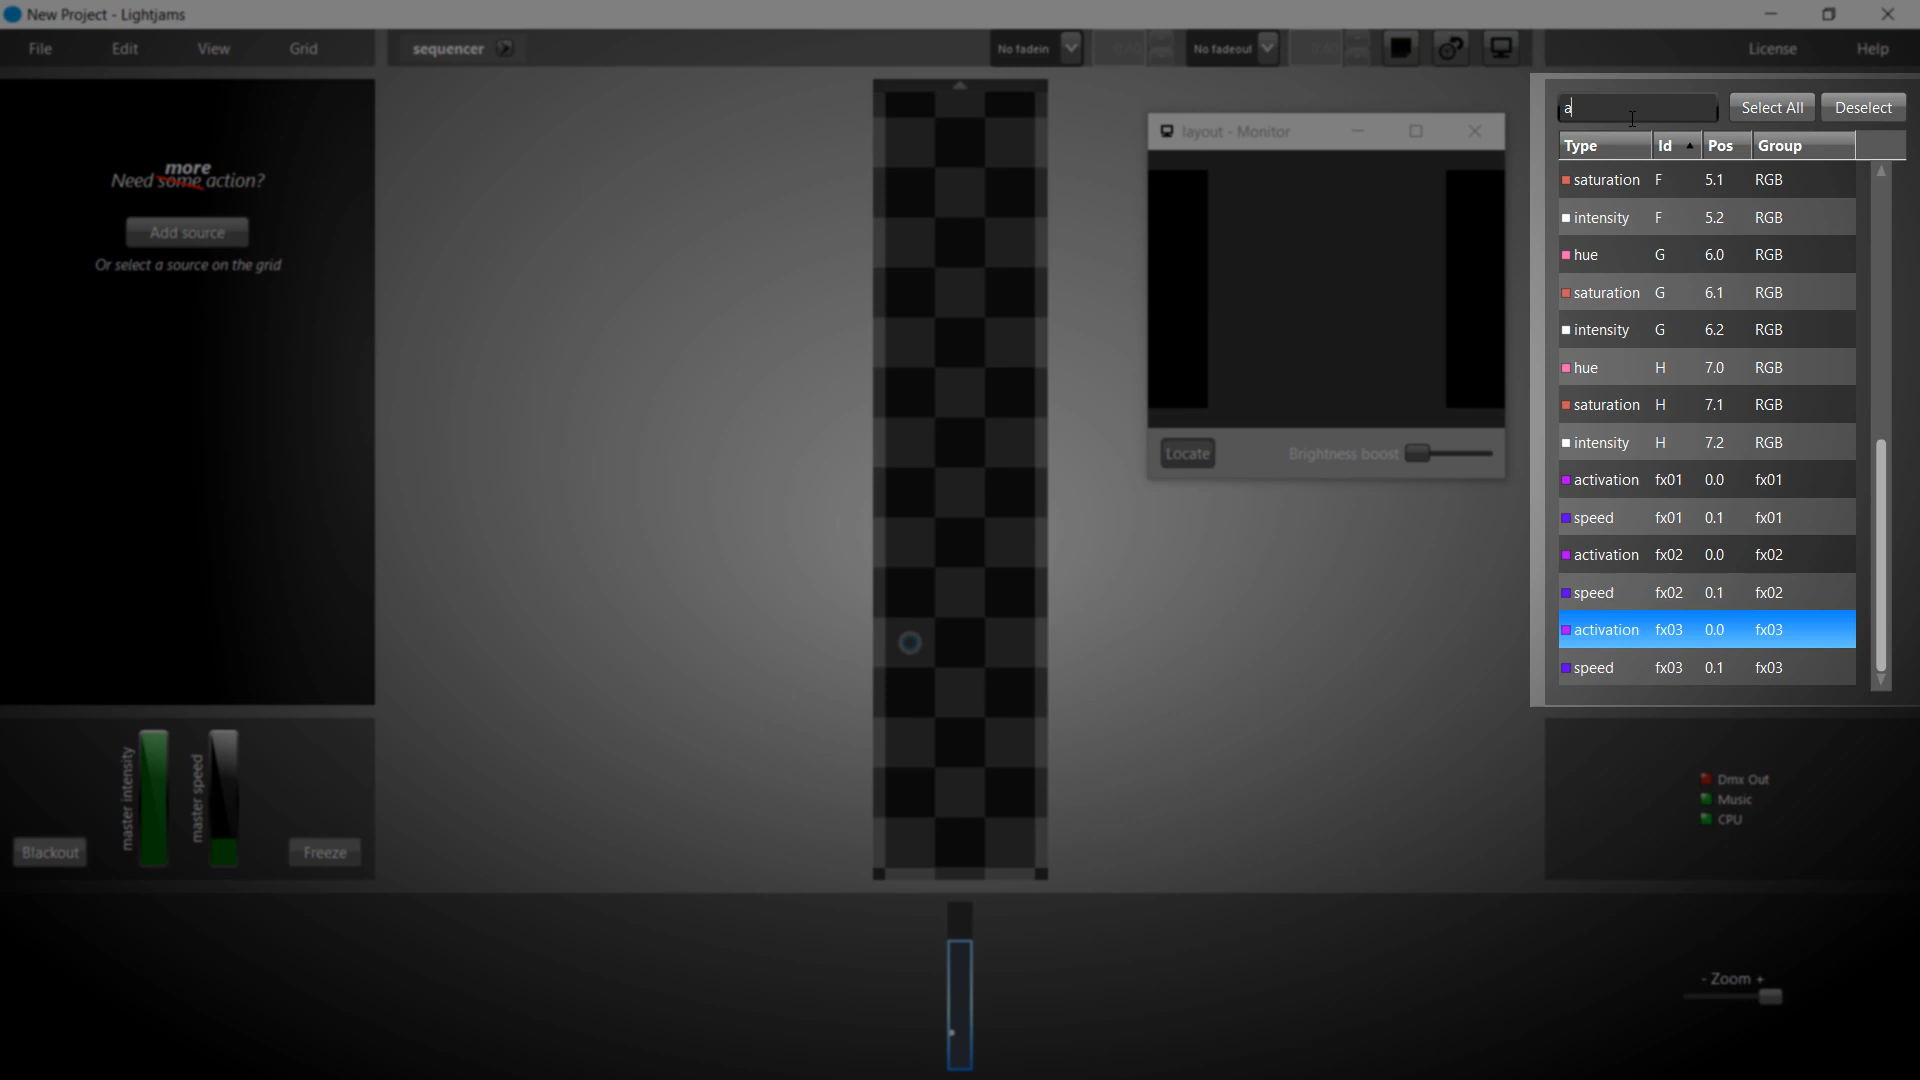 New Project - Lightjams
File Edit View Grid
sequencer
No fadein
No fadeout
License Help
more
Need some action?
Add source
Or select a source on the grid
layout - Monitor
Locate
Brightness boost
a
Select All Deselect
Type Id Pos Group
saturation F 5.1 RGB
intensity F 5.2 RGB
hue G 6.0 RGB
saturation G 6.1 RGB
intensity G 6.2 RGB
hue H 7.0 RGB
saturation H 7.1 RGB
intensity H 7.2 RGB
activation fx01 0.0 fx01
speed fx01 0.1 fx01
activation fx02 0.0 fx02
speed fx02 0.1 fx02
activation fx03 0.0 fx03
speed fx03 0.1 fx03
master intensity
master speed
Blackout
Freeze
Dmx Out
Music
CPU
- Zoom +